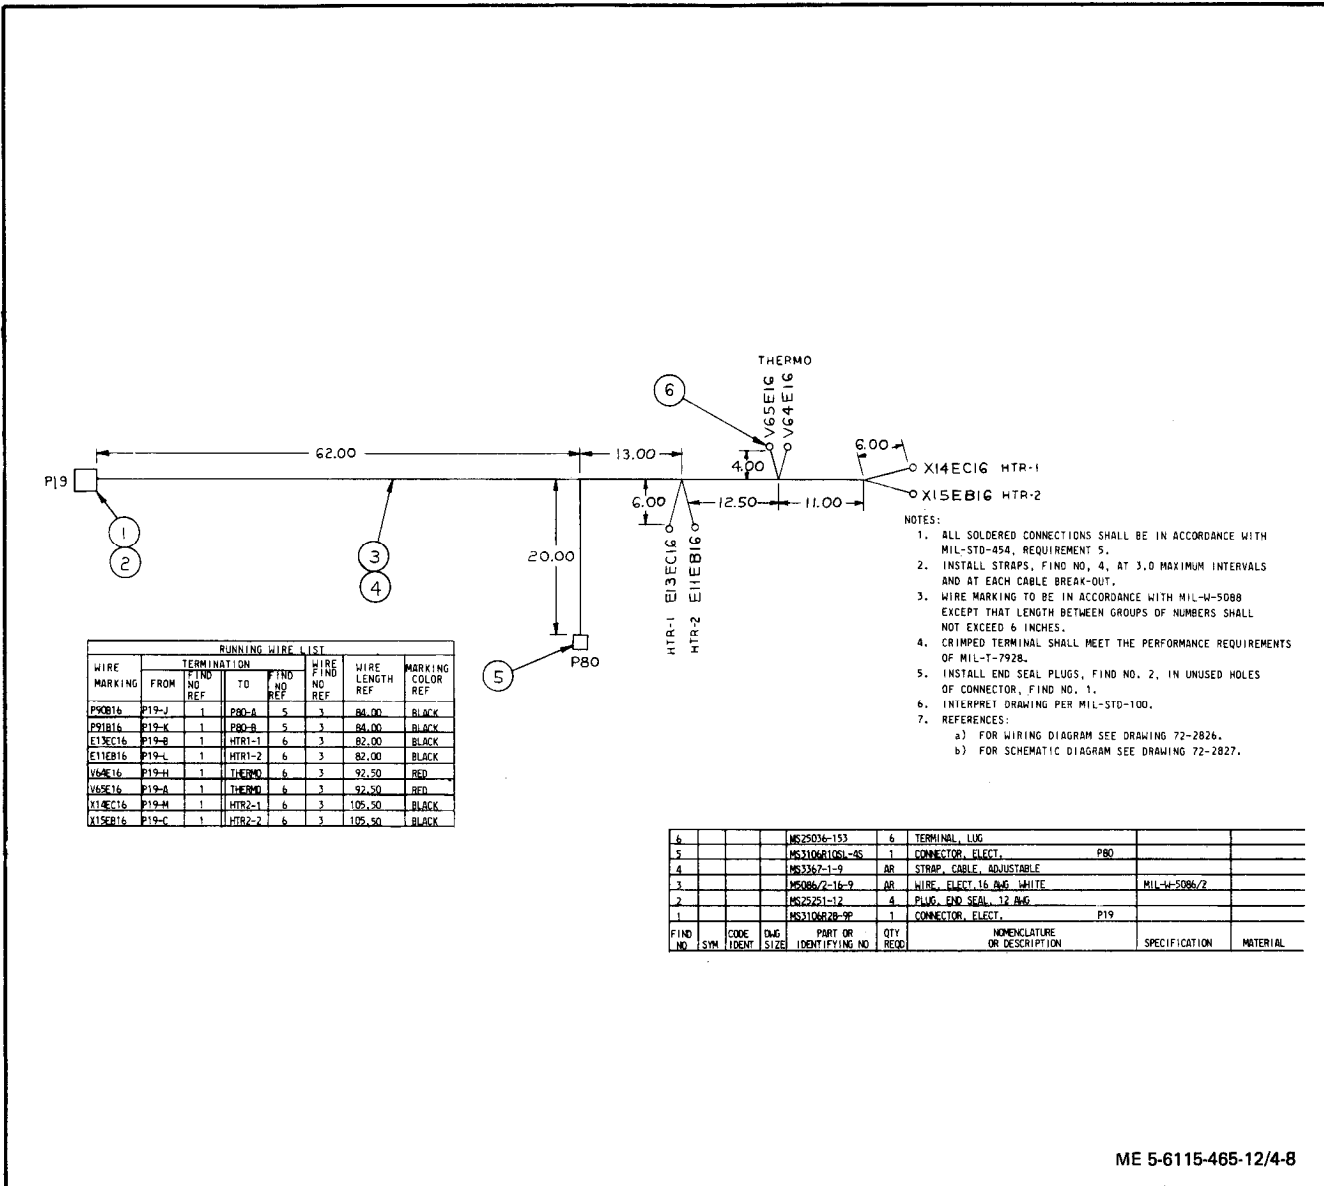 THERMO
V65E16
V64E16
6
62.00
13.00
4.00
6.00
P19
X14EC16 HTR-1
X15EB16 HTR-2
6.00
12.50
11.00
1
2
3
4
20.00
HTR-1 E13EC16
HTR-2 E11EB16
5
P80
NOTES:
1. ALL SOLDERED CONNECTIONS SHALL BE IN ACCORDANCE WITH
MIL-STD-454, REQUIREMENT 5.
2. INSTALL STRAPS, FIND NO, 4, AT 3.0 MAXIMUM INTERVALS
AND AT EACH CABLE BREAK-OUT.
3. WIRE MARKING TO BE IN ACCORDANCE WITH MIL-W-5088
EXCEPT THAT LENGTH BETWEEN GROUPS OF NUMBERS SHALL
NOT EXCEED 6 INCHES.
4. CRIMPED TERMINAL SHALL MEET THE PERFORMANCE REQUIREMENTS
OF MIL-T-7928.
5. INSTALL END SEAL PLUGS, FIND NO. 2, IN UNUSED HOLES
OF CONNECTOR, FIND NO. 1.
6. INTERPRET DRAWING PER MIL-STD-100.
7. REFERENCES:
a) FOR WIRING DIAGRAM SEE DRAWING 72-2826.
b) FOR SCHEMATIC DIAGRAM SEE DRAWING 72-2827.
RUNNING WIRE LIST
WIRE MARKING TERMINATION FROM FIND NO REF TO FIND NO REF WIRE FIND NO REF WIRE LENGTH REF MARKING COLOR REF
P90B16 P19-J 1 P80-A 5 3 84.00 BLACK
P91B16 P19-K 1 P80-B 5 3 84.00 BLACK
E13EC16 P19-B 1 HTR1-1 6 3 82.00 BLACK
E11EB16 P19-L 1 HTR1-2 6 3 82.00 BLACK
V64E16 P19-H 1 THERMO 6 3 92.50 RED
V65E16 P19-A 1 THERMO 6 3 92.50 RED
X14EC16 P19-M 1 HTR2-1 6 3 105.50 BLACK
X15EB16 P19-C 1 HTR2-2 6 3 105.50 BLACK
6 MS25036-153 6 TERMINAL, LUG
5 MS3106R10SL-4S 1 CONNECTOR, ELECT. P80
4 MS3367-1-9 AR STRAP, CABLE, ADJUSTABLE
3 M5086/2-16-9 AR WIRE, ELECT,16 AWG WHITE MIL-W-5086/2
2 MS25251-12 4 PLUG, END SEAL, 12 AWG
1 MS3106R28-9P 1 CONNECTOR, ELECT. P19
FIND NO SYM CODE IDENT DWG SIZE PART OR IDENTIFYING NO QTY REQD NOMENCLATURE OR DESCRIPTION SPECIFICATION MATERIAL
ME 5-6115-465-12/4-8